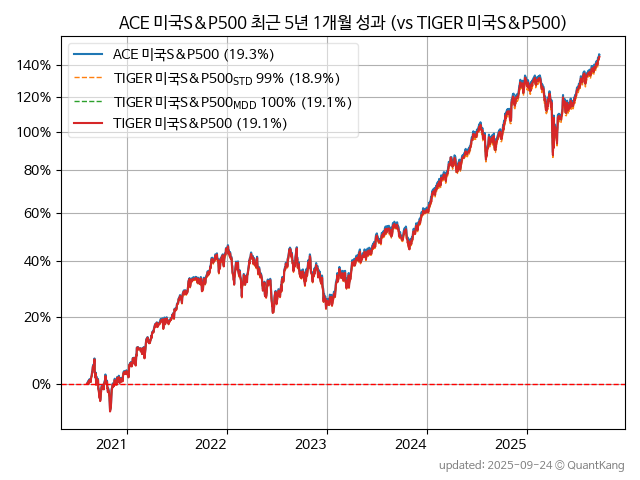 ACE 미국S&P500 최근 5년 1개월 성과 (vs TIGER 미국S&P500)
ACE 미국S&P500 (19.3%)
TIGER 미국S&P500STD 99% (18.9%)
TIGER 미국S&P500MDD 100% (19.1%)
TIGER 미국S&P500 (19.1%)
140%
120%
100%
80%
60%
40%
20%
0%
2021 2022 2023 2024 2025
updated: 2025-09-24 © QuantKang